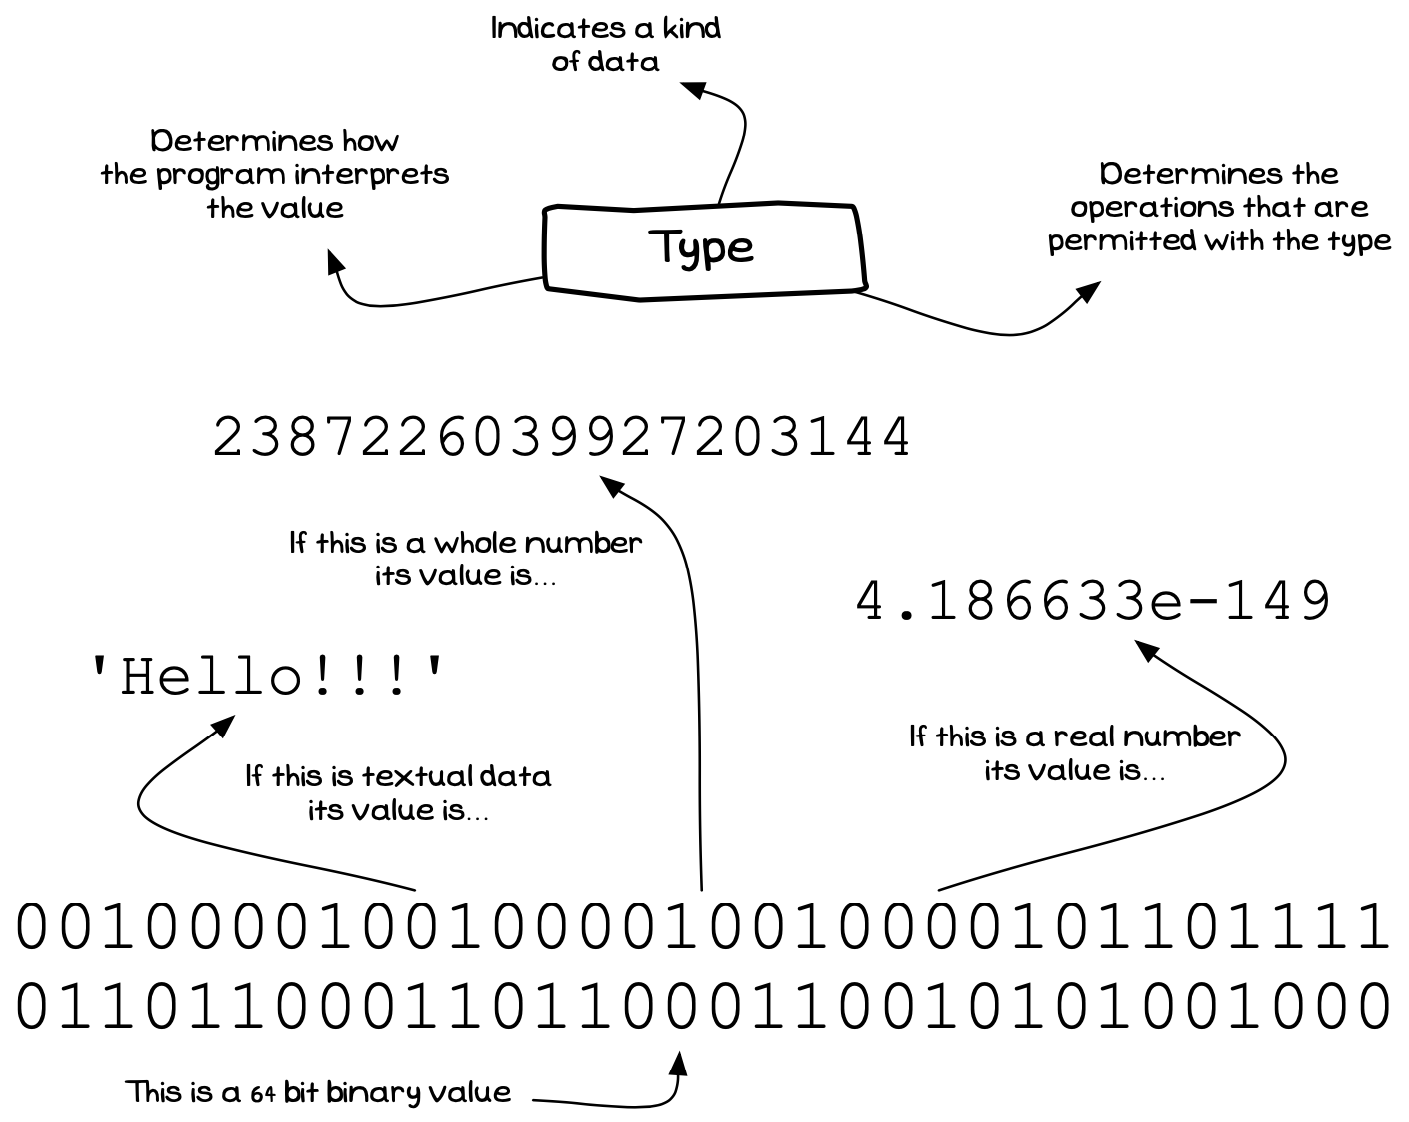 Indicates a kind
of data
Determines how
the program interprets
the value
Determines the
operations that are
permitted with the type
Type
2387226039927203144
If this is a whole number
its value is...
4.186633e-149
'Hello!!!'
If this is a real number
its value is...
If this is textual data
its value is...
00100001001000010010000101101111
01101100011011000110010101001000
This is a 64 bit binary value